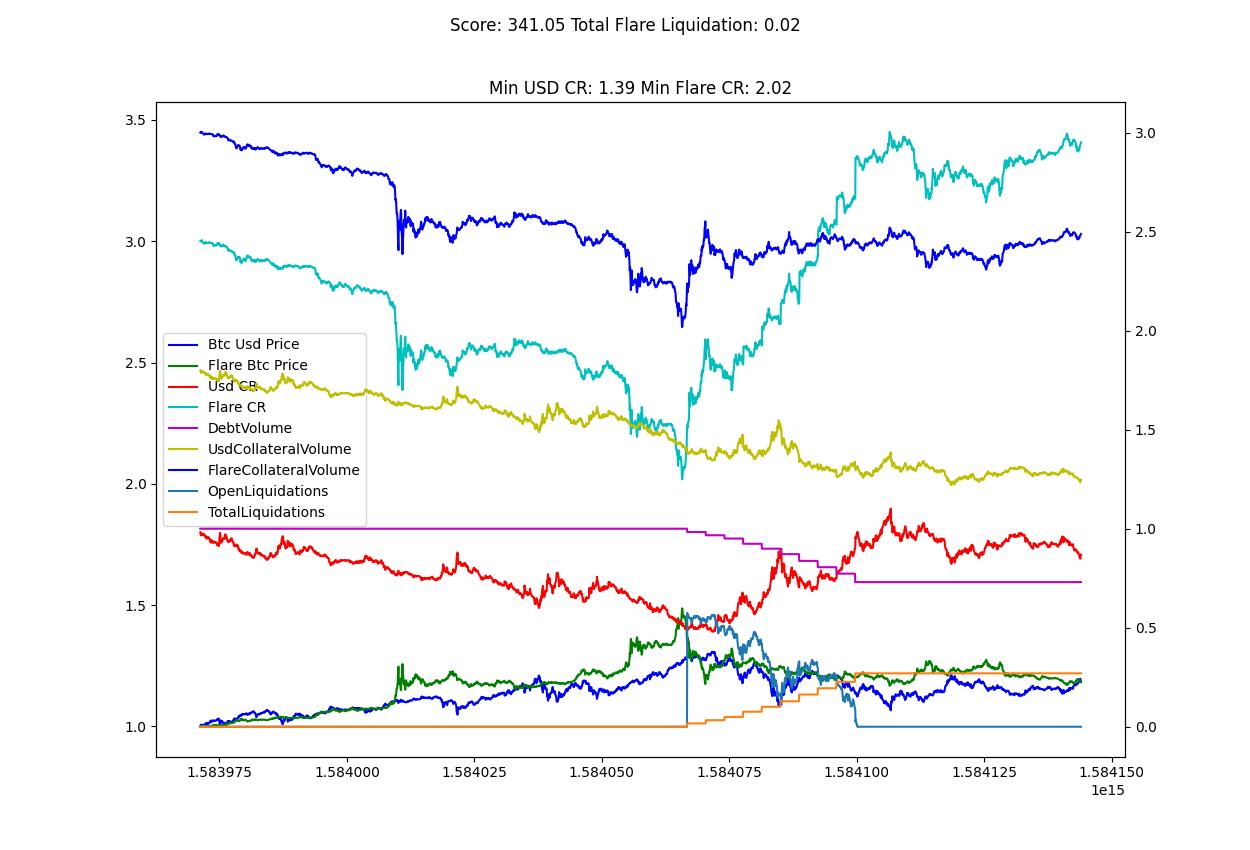 Score: 341.05 Total Flare Liquidation: 0.02
Min USD CR: 1.39 Min Flare CR: 2.02
3.5
3.0
2.5
2.0
1.5
1.0
3.0
2.5
2.0
1.5
1.0
0.5
0.0
Btc Usd Price
Flare Btc Price
Usd CR
Flare CR
DebtVolume
UsdCollateralVolume
FlareCollateralVolume
OpenLiquidations
TotalLiquidations
1.583975 1.584000 1.584025 1.584050 1.584075 1.584100 1.584125 1.584150
1e15